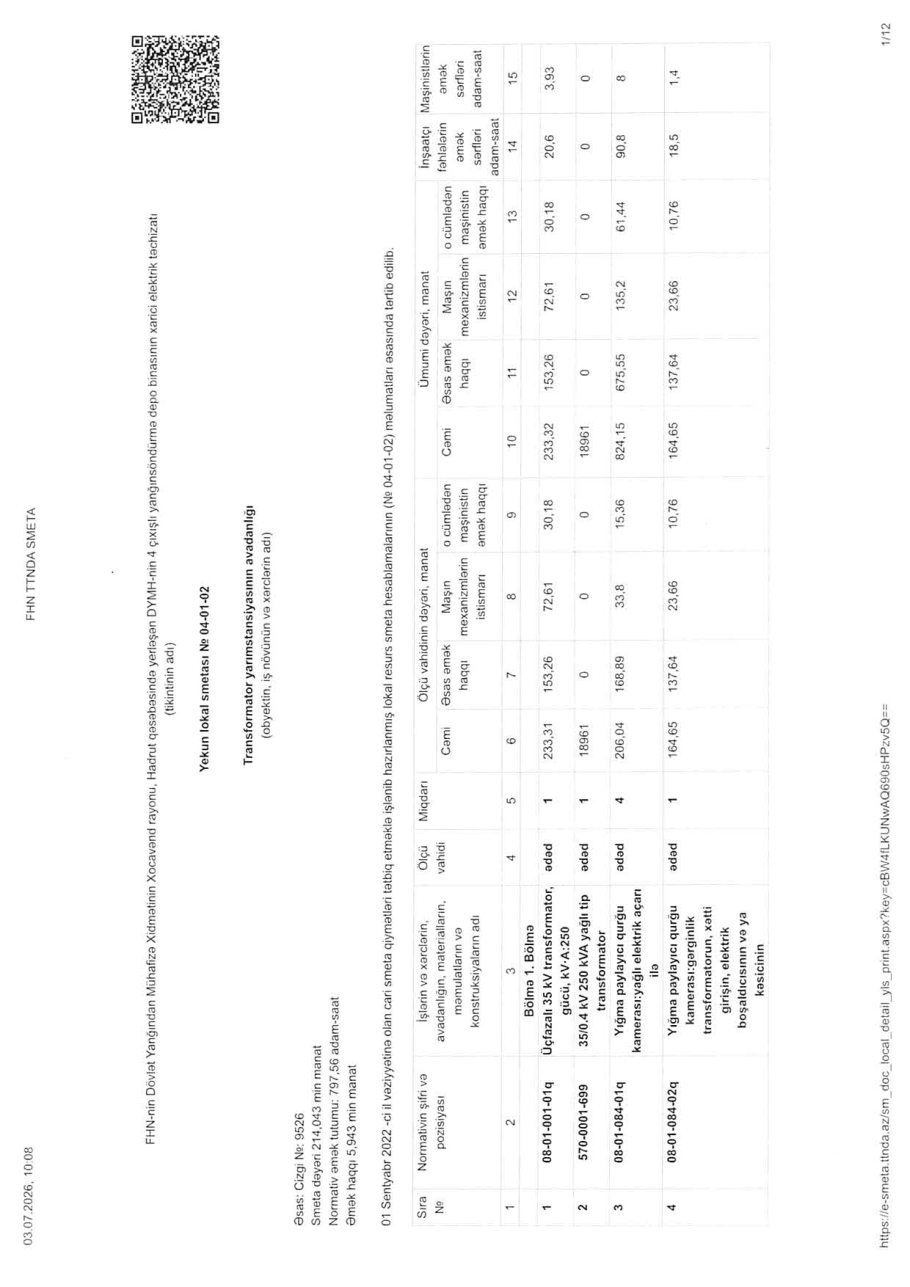 03.07.2026, 10:08
FHN TTNDA SMETA
FHN-nin Dövlət Yanğından Mühafizə Xidmətinin Xocavənd rayonu, Hadrut qəsəbəsində yerləşən DYMH-nin 4 çıxışlı yanğınsöndürmə depo binasının xarici elektrik təchizatı
(tikintinin adı)
Yekun lokal smetası № 04-01-02
Transformator yarımstansiyasının avadanlığı
(obyektin, iş növünün və xərclərin adı)
Əsas: Cizgi №: 9526
Smeta dəyəri 214,043 min manat
Normativ əmək tutumu: 797,56 adam-saat
Əmək haqqı 5,943 min manat
01 Sentyabr 2022 -ci il vəziyyətinə olan cari smeta qiymətləri tətbiq etməklə işlənib hazırlanmış lokal resurs smeta hesablamalarının (№ 04-01-02) məlumatları əsasında tərtib edilib.
Sıra № Normativin şifri və pozisiyası İşlərin və xərclərin, avadanlığın, materialların, məmulatların və konstruksiyaların adı Ölçü vahidi Miqdarı Ölçü vahidinin dəyəri, manat Ümumi dəyəri, manat İnşaatçı fəhlələrin əmək sərfləri adam-saat Maşinistlərin əmək sərfləri adam-saat
Cəmi Əsas əmək haqqı Maşın mexanizmlərin istismarı o cümlədən maşinistin əmək haqqı Cəmi Əsas əmək haqqı Maşın mexanizmlərin istismarı o cümlədən maşinistin əmək haqqı
1 2 3 4 5 6 7 8 9 10 11 12 13 14 15
Bölmə 1. Bölmə
1 08-01-001-01q Üçfazalı 35 kV transformator, gücü, kV·A:250 ədəd 1 233,31 153,26 72,61 30,18 233,32 153,26 72,61 30,18 20,6 3,93
2 570-0001-699 35/0.4 kV 250 kVA yağlı tip transformator ədəd 1 18961 0 0 0 18961 0 0 0 0 0
3 08-01-084-01q Yığma paylayıcı qurğu kamerası:yağlı elektrik açarı ilə ədəd 4 206,04 168,89 33,8 15,36 824,15 675,55 135,2 61,44 90,8 8
4 08-01-084-02q Yığma paylayıcı qurğu kamerası:gərginlik transformatorun, xətti girişin, elektrik boşaldıcısının və ya kəsicinin ədəd 1 164,65 137,64 23,66 10,76 164,65 137,64 23,66 10,76 18,5 1,4
https://e-smeta.ttnda.az/sm_doc_local_detail_yls_print.aspx?key=cBW4fLKUNwAQ690sHPzv5Q==
1/12